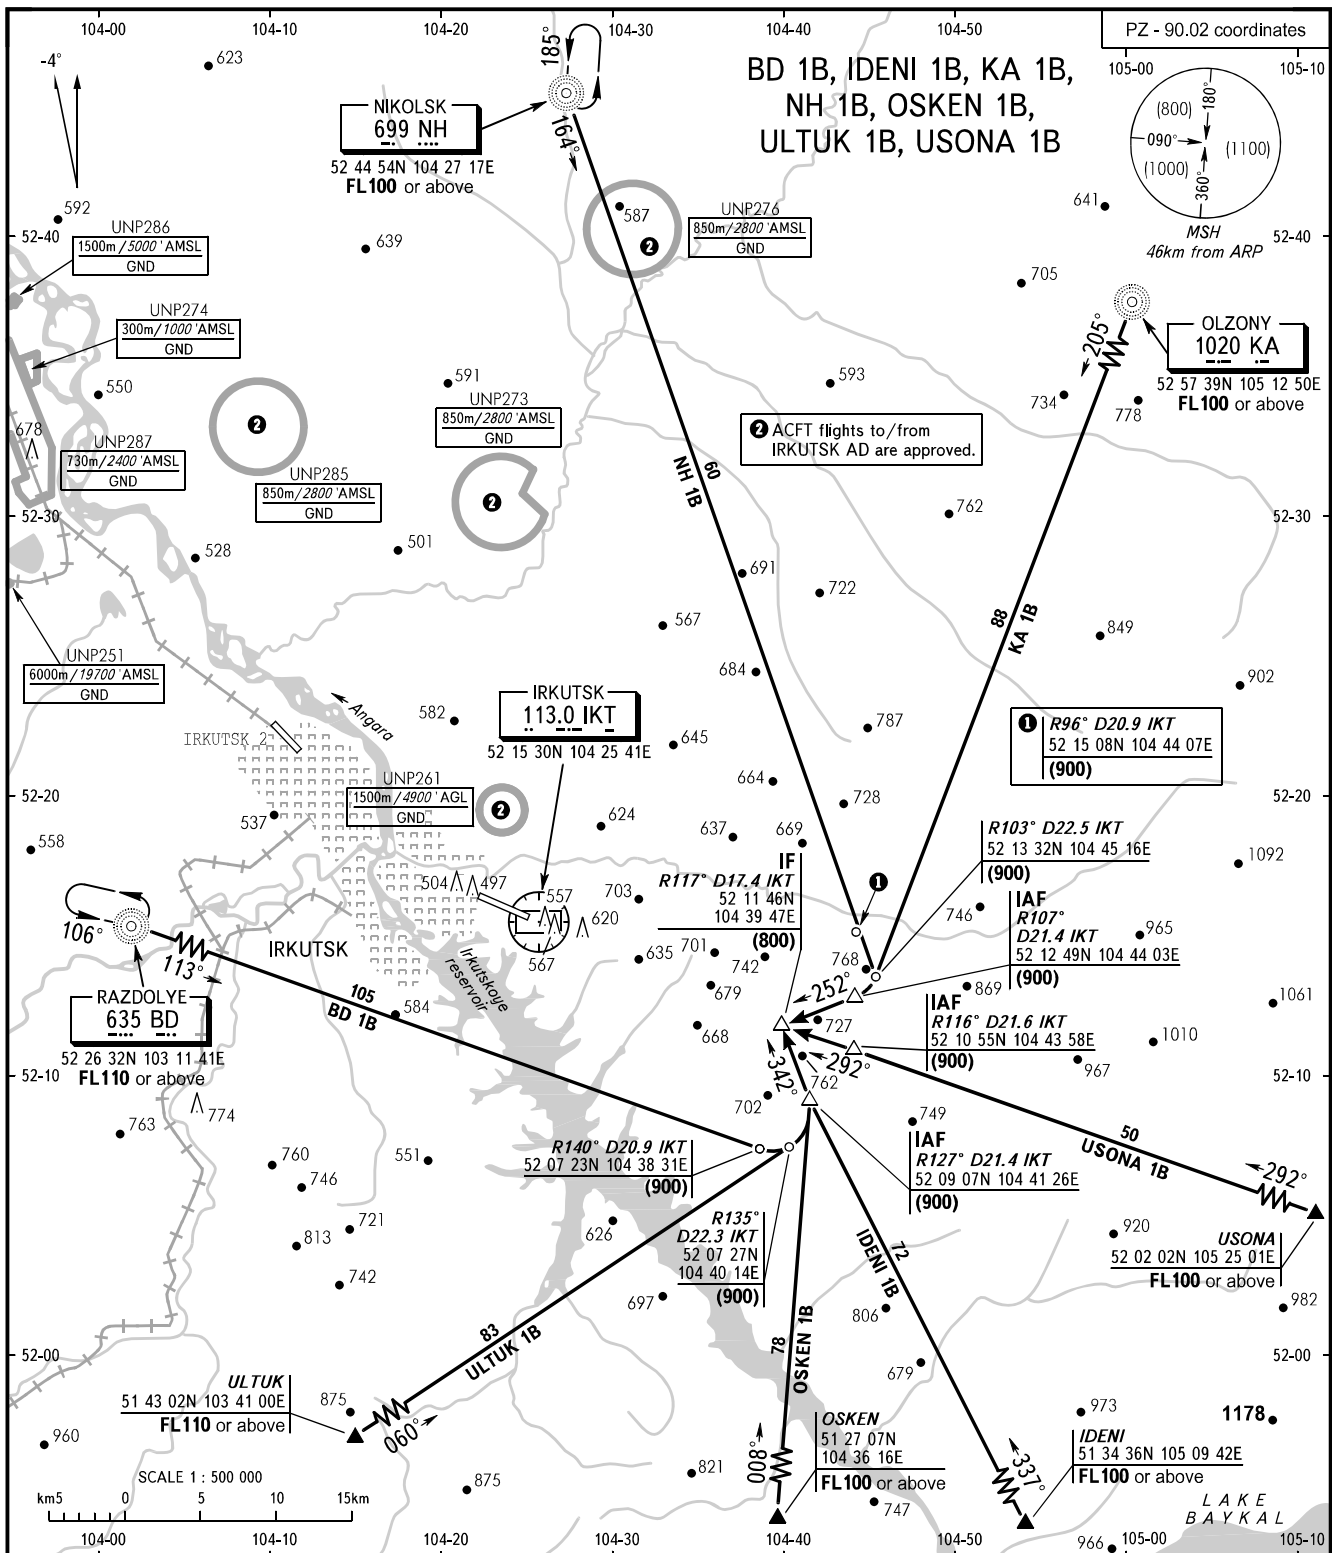 104-00 104-10 104-20 104-30 104-40 104-50
PZ - 90.02 coordinates
105-00 105-10
-4°
623
185°
BD 1B, IDENI 1B, KA 1B,
NH 1B, OSKEN 1B,
ULTUK 1B, USONA 1B
NIKOLSK
699 NH
52 44 54N 104 27 17E
FL100 or above
164°
(800)
180°
090°
(1100)
(1000)
360°
MSH
46km from ARP
592
641
52-40
52-40
UNP286
1500m/5000 'AMSL
GND
639
587
2
UNP276
850m/2800 'AMSL
GND
705
UNP274
300m/1000 'AMSL
GND
205°
OLZONY
1020 KA
52 57 39N 105 12 50E
FL100 or above
550
591
593
734
778
678
2
UNP273
850m/2800 'AMSL
GND
2 ACFT flights to/from
IRKUTSK AD are approved.
UNP287
730m/2400 'AMSL
GND
UNP285
850m/2800 'AMSL
GND
2
60
NH 1B
762
52-30
52-30
528
501
691
722
567
88
KA 1B
849
UNP251
6000m/19700 'AMSL
GND
684
902
IRKUTSK
113.0 IKT
52 15 30N 104 25 41E
582
Angara
787
IRKUTSK 2
645
1 R96° D20.9 IKT
52 15 08N 104 44 07E
(900)
664
UNP261
1500m/4900 ' AGL
GND
2
728
52-20
52-20
537
624
637
669
558
R103° D22.5 IKT
52 13 32N 104 45 16E
(900)
1092
IF
R117° D17.4 IKT
52 11 46N
104 39 47E
(800)
1
504
497
557
703
620
567
746
IAF
R107°
D21.4 IKT
52 12 49N 104 44 03E
(900)
965
106°
IRKUTSK
113°
635
701
742
768
Irkutskoye
reservoir
679
252°
869
1061
RAZDOLYE
635 BD
52 26 32N 103 11 41E
FL110 or above
105
BD 1B
584
668
727
IAF
R116° D21.6 IKT
52 10 55N 104 43 58E
(900)
1010
967
52-10
52-10
342°
292°
762
702
774
763
749
551
760
746
R140° D20.9 IKT
52 07 23N 104 38 31E
(900)
IAF
R127° D21.4 IKT
52 09 07N 104 41 26E
(900)
50
USONA 1B
292°
721
813
626
R135°
D22.3 IKT
52 07 27N
104 40 14E
(900)
72
IDENI 1B
920
USONA
52 02 02N 105 25 01E
FL100 or above
742
697
806
982
83
ULTUK 1B
78
OSKEN 1B
52-00
52-00
679
ULTUK
51 43 02N 103 41 00E
FL110 or above
875
060°
973
1178
960
OSKEN
51 27 07N
104 36 16E
FL100 or above
IDENI
51 34 36N 105 09 42E
FL100 or above
008°
337°
821
875
747
SCALE 1 : 500 000
km5 0 5 10 15km
LAKE
BAYKAL
966
104-00 104-10 104-20 104-30 104-40 104-50 105-00 105-10